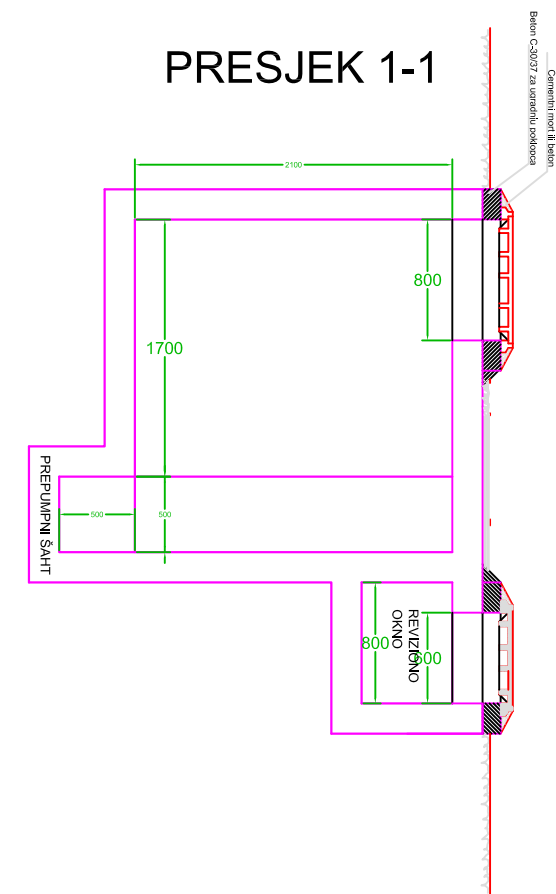 PRESJEK 1-1
Cementni mort ili beton
Beton C-30/37 za ugradnju poklopca
2100
800
1700
500
500
PREPUMPNI ŠAHT
REVIZIONO
OKNO
800
600